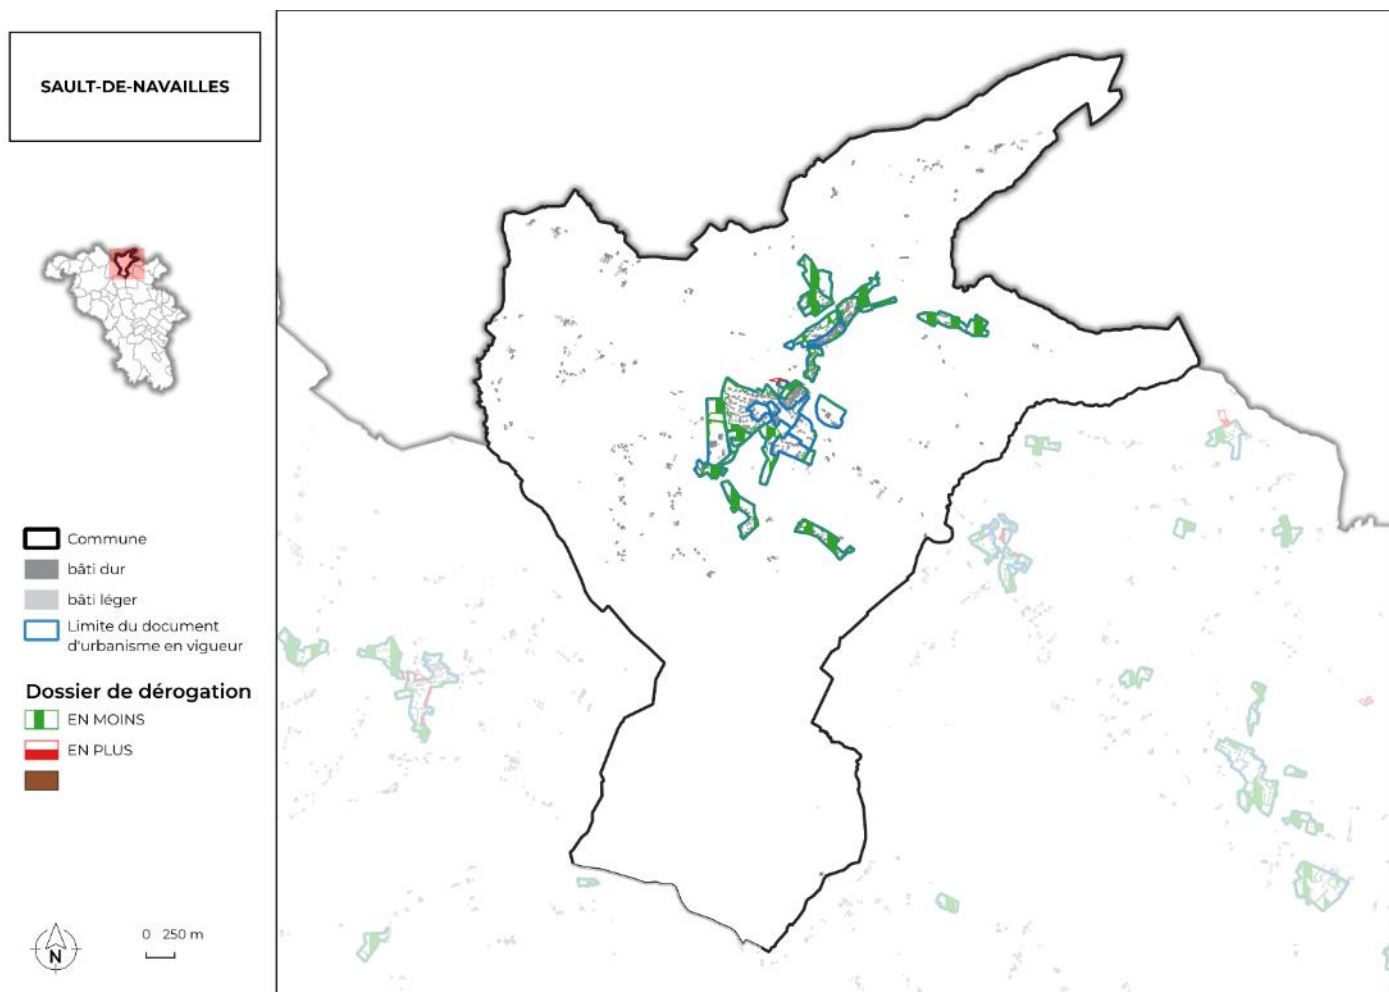 SAULT-DE-NAVAILLES
Commune
bâti dur
bâti léger
Limite du document
d'urbanisme en vigueur
Dossier de dérogation
EN MOINS
EN PLUS
N
0 250 m